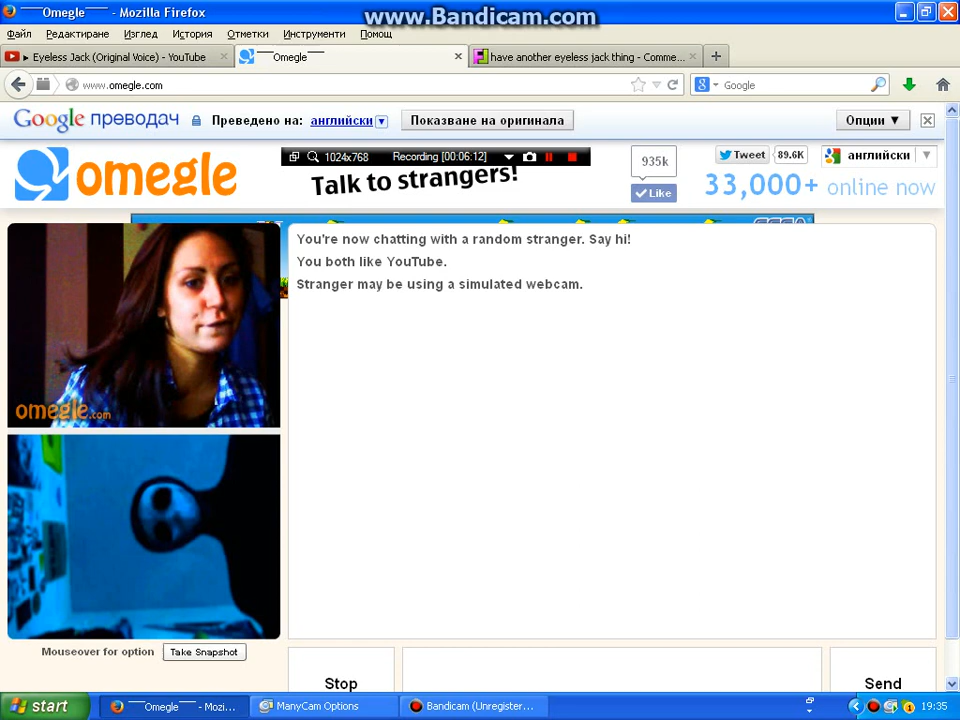 www.Bandicam.com
Omegle - Mozilla Firefox
Файл Редактиране Изглед История Отметки Инструменти Помощ
Eyeless Jack (Original Voice) - YouTube
Omegle
have another eyeless jack thing - Comme...
www.omegle.com
Google
Google преводач
Преведено на: английски
Показване на оригинала
Опции
omegle
1024x768 Recording [00:06:12]
Talk to strangers!
935k
Like
Tweet 89.6K
английски
33,000+ online now
You're now chatting with a random stranger. Say hi!
You both like YouTube.
Stranger may be using a simulated webcam.
omegle.com
Mouseover for option
Take Snapshot
Stop
Send
start
Omegle - Mozi...
ManyCam Options
Bandicam (Unregister...
19:35